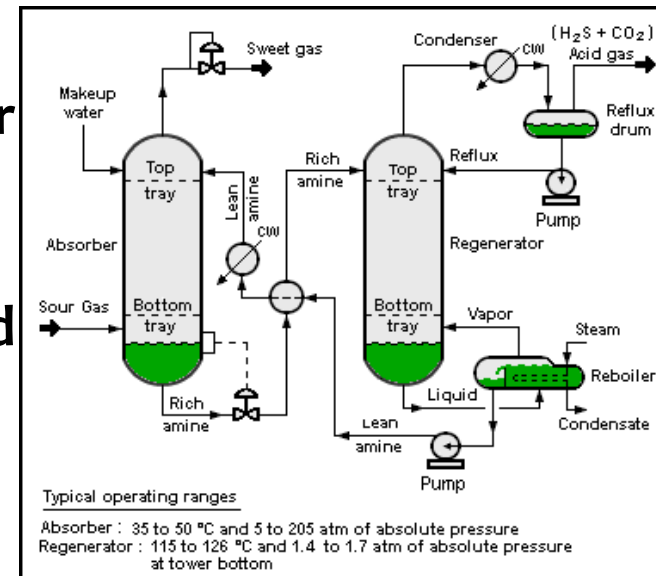 r
d
Sweet gas
Makeup
water
Top
tray
Absorber
Sour Gas
Bottom
tray
Rich
amine
Lean
amine
CW
Rich
amine
Condenser
CW
(H₂S + CO₂)
Acid gas
Reflux
drum
Reflux
Pump
Top
tray
Regenerator
Bottom
tray
Vapor
Steam
Reboiler
Liquid
Condensate
Lean
amine
Pump
Typical operating ranges
Absorber : 35 to 50 °C and 5 to 205 atm of absolute pressure
Regenerator : 115 to 126 °C and 1.4 to 1.7 atm of absolute pressure
at tower bottom